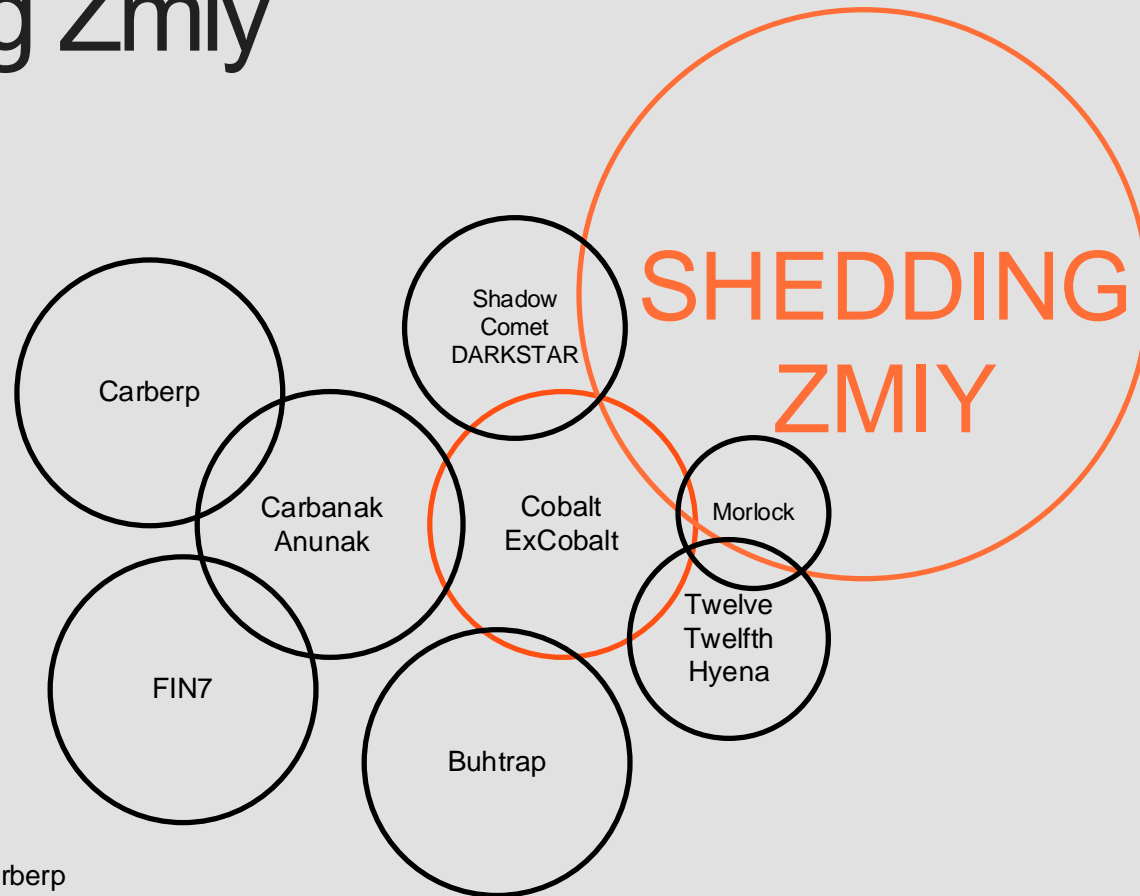 g Zmiy
SHEDDING
ZMIY
Shadow
Comet
DARKSTAR
Carberp
Carbanak
Anunak
Cobalt
ExCobalt
Morlock
Twelve
Twelfth
Hyena
FIN7
Buhtrap
rberp